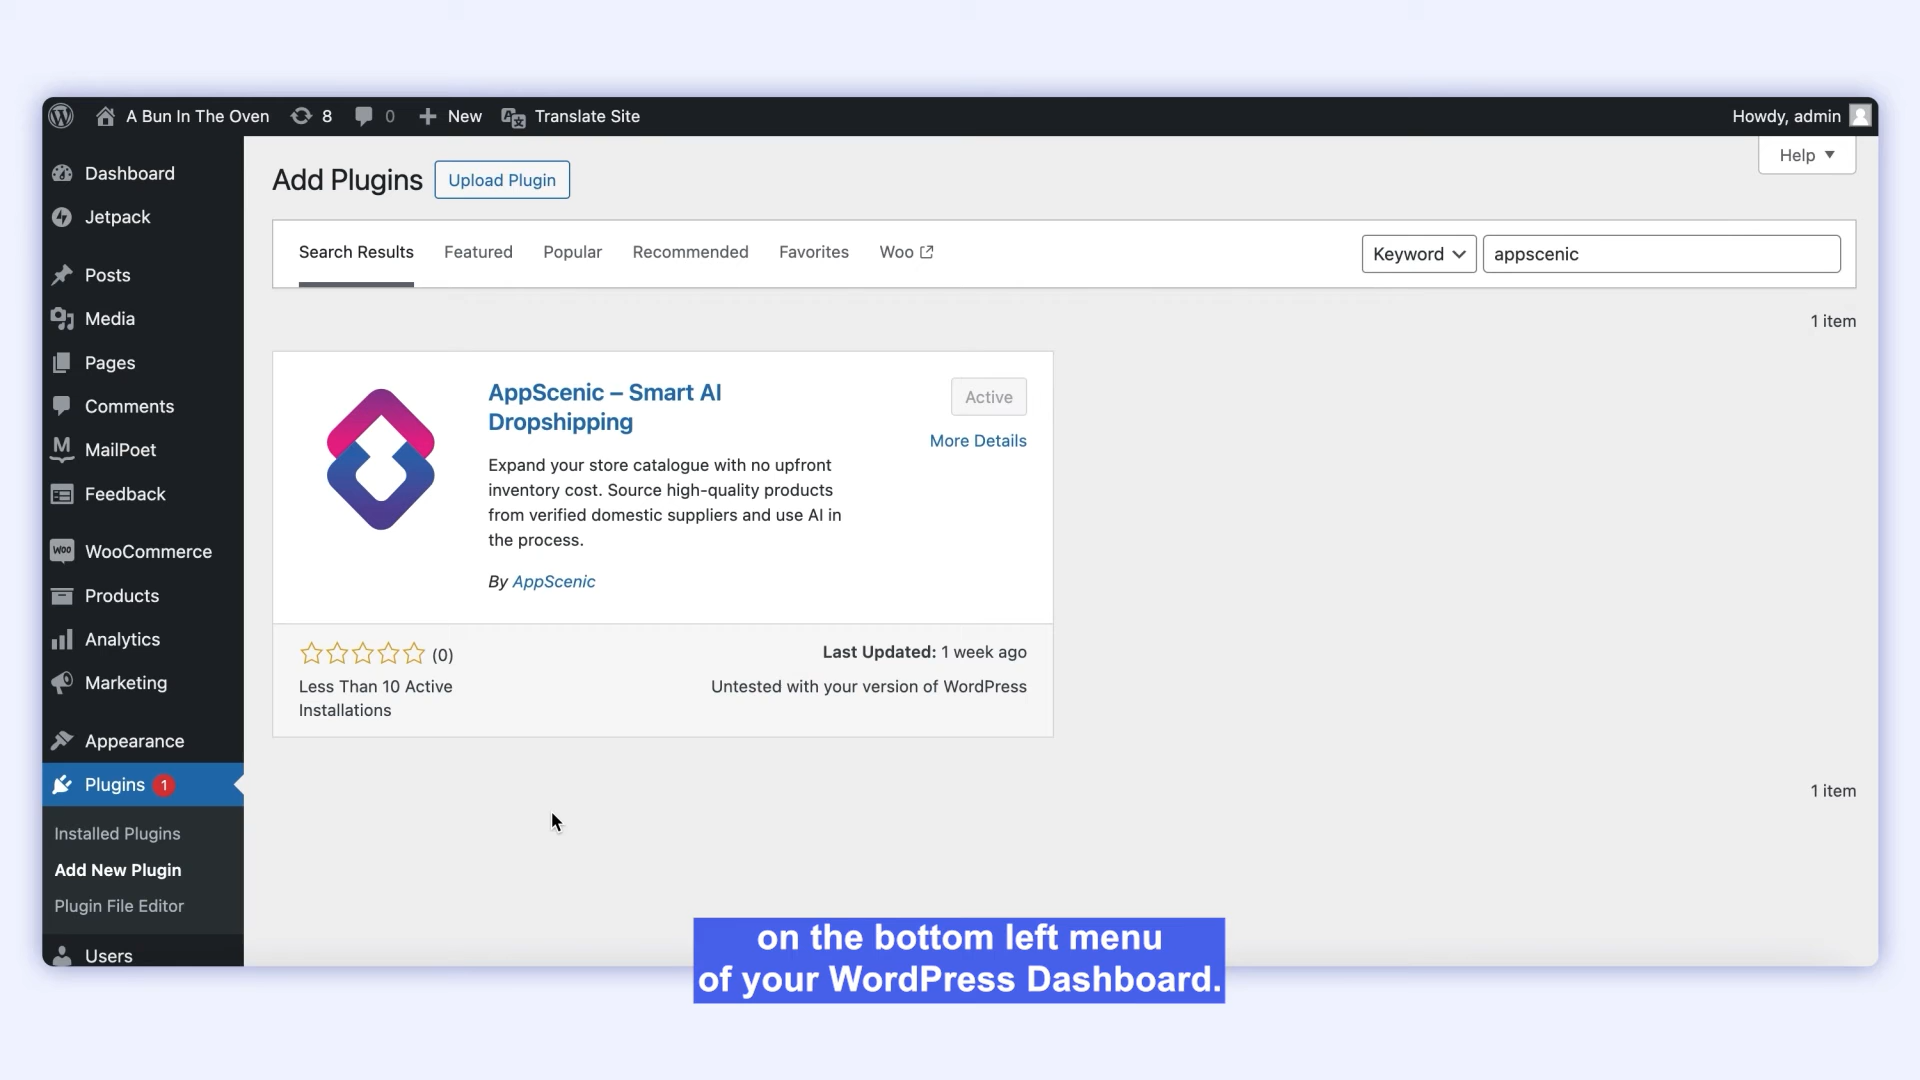 A Bun In The Oven
8
0
New
Translate Site
Howdy, admin
Dashboard
Jetpack
Posts
Media
Pages
Comments
MailPoet
Feedback
WooCommerce
Products
Analytics
Marketing
Appearance
Plugins 1
Installed Plugins
Add New Plugin
Plugin File Editor
Users
Add Plugins
Upload Plugin
Help
Search Results
Featured
Popular
Recommended
Favorites
Woo
Keyword
appscenic
1 item
AppScenic – Smart AI
Dropshipping
Active
More Details
Expand your store catalogue with no upfront
inventory cost. Source high-quality products
from verified domestic suppliers and use AI in
the process.
By AppScenic
(0)
Less Than 10 Active
Installations
Last Updated: 1 week ago
Untested with your version of WordPress
1 item
on the bottom left menu
of your WordPress Dashboard.